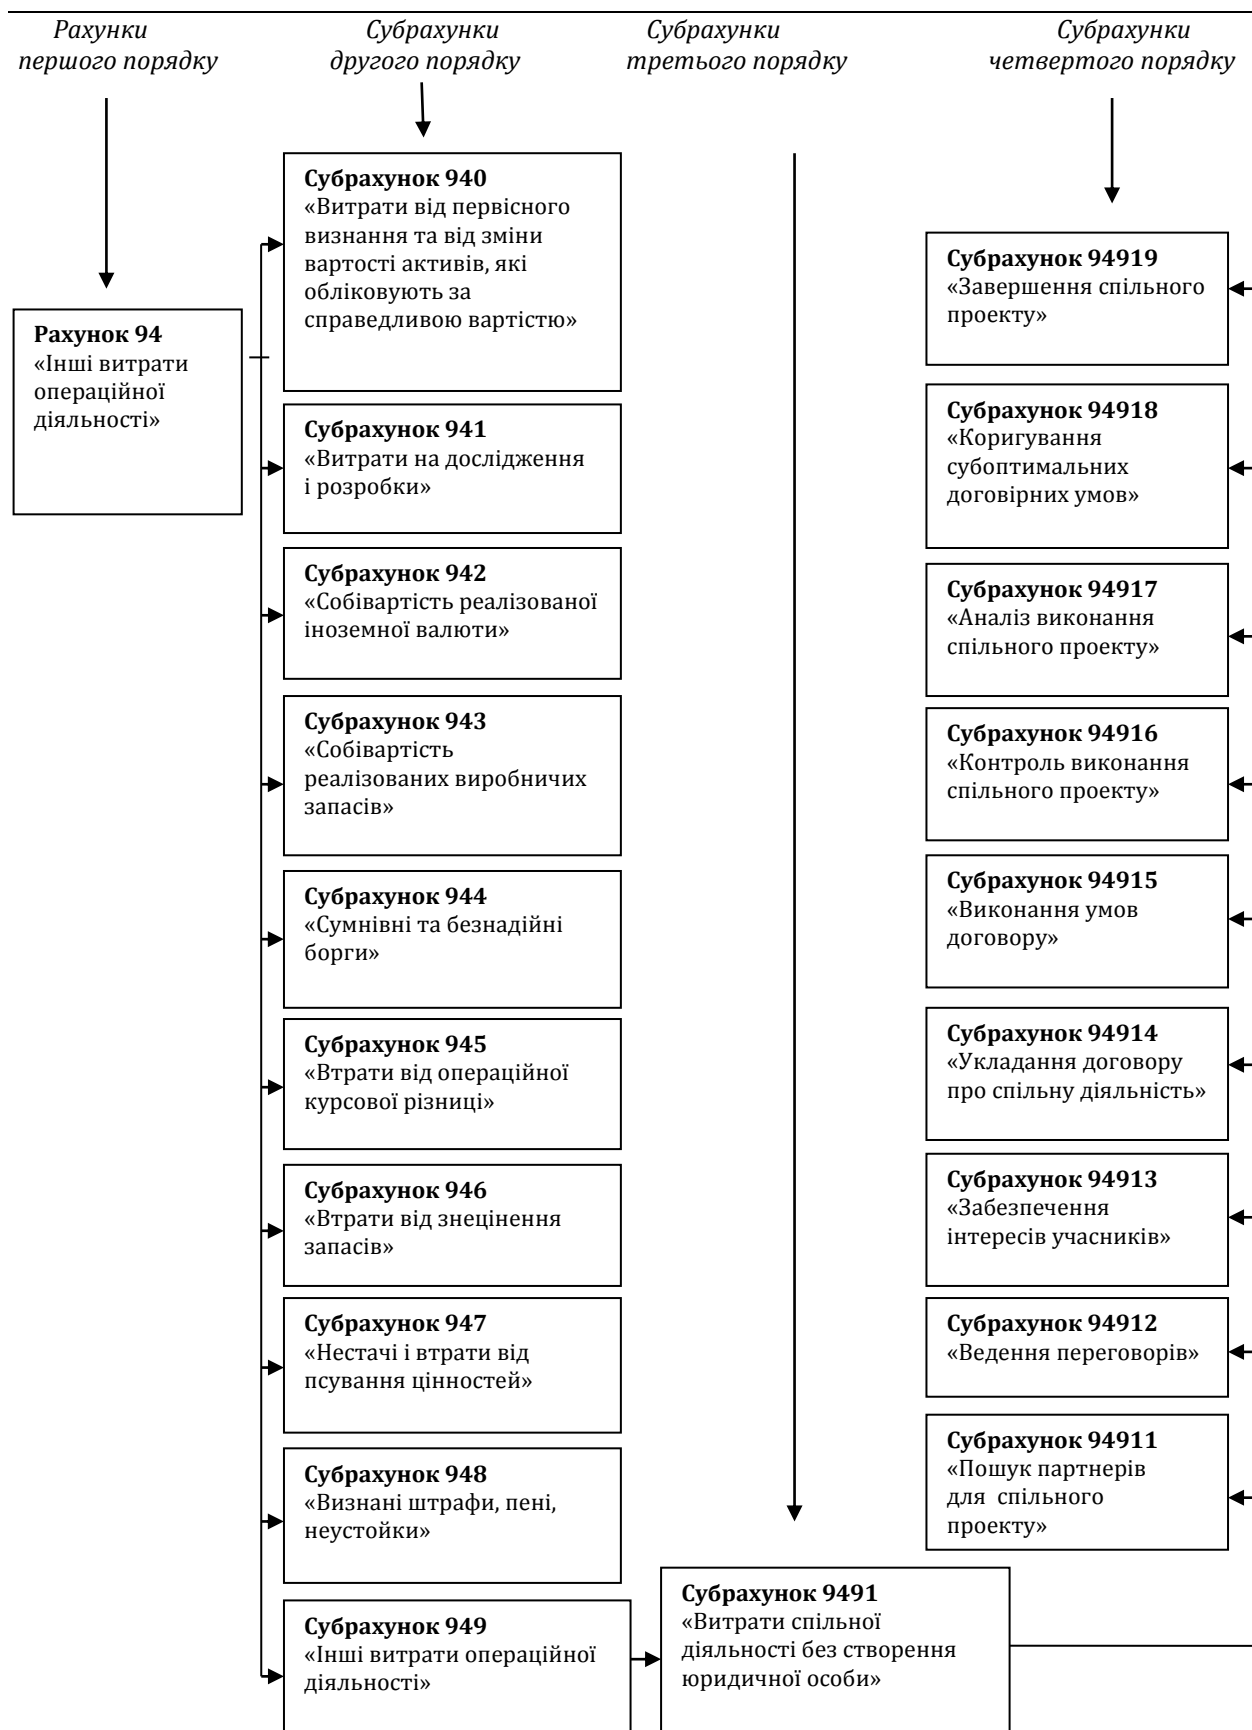 Рахунки
першого порядку
Субрахунки
другого порядку
Субрахунки
третього порядку
Субрахунки
четвертого порядку
Рахунок 94
«Інші витрати
операційної
діяльності»
Субрахунок 940
«Витрати від первісного
визнання та від зміни
вартості активів, які
обліковують за
справедливою вартістю»
Субрахунок 941
«Витрати на дослідження
і розробки»
Субрахунок 942
«Собівартість реалізованої
іноземної валюти»
Субрахунок 943
«Собівартість
реалізованих виробничих
запасів»
Субрахунок 944
«Сумнівні та безнадійні
борги»
Субрахунок 945
«Втрати від операційної
курсової різниці»
Субрахунок 946
«Втрати від знецінення
запасів»
Субрахунок 947
«Нестачі і втрати від
псування цінностей»
Субрахунок 948
«Визнані штрафи, пені,
неустойки»
Субрахунок 949
«Інші витрати операційної
діяльності»
Субрахунок 9491
«Витрати спільної
діяльності без створення
юридичної особи»
Субрахунок 94919
«Завершення спільного
проекту»
Субрахунок 94918
«Коригування
субоптимальних
договірних умов»
Субрахунок 94917
«Аналіз виконання
спільного проекту»
Субрахунок 94916
«Контроль виконання
спільного проекту»
Субрахунок 94915
«Виконання умов
договору»
Субрахунок 94914
«Укладання договору
про спільну діяльність»
Субрахунок 94913
«Забезпечення
інтересів учасників»
Субрахунок 94912
«Ведення переговорів»
Субрахунок 94911
«Пошук партнерів
для спільного
проекту»